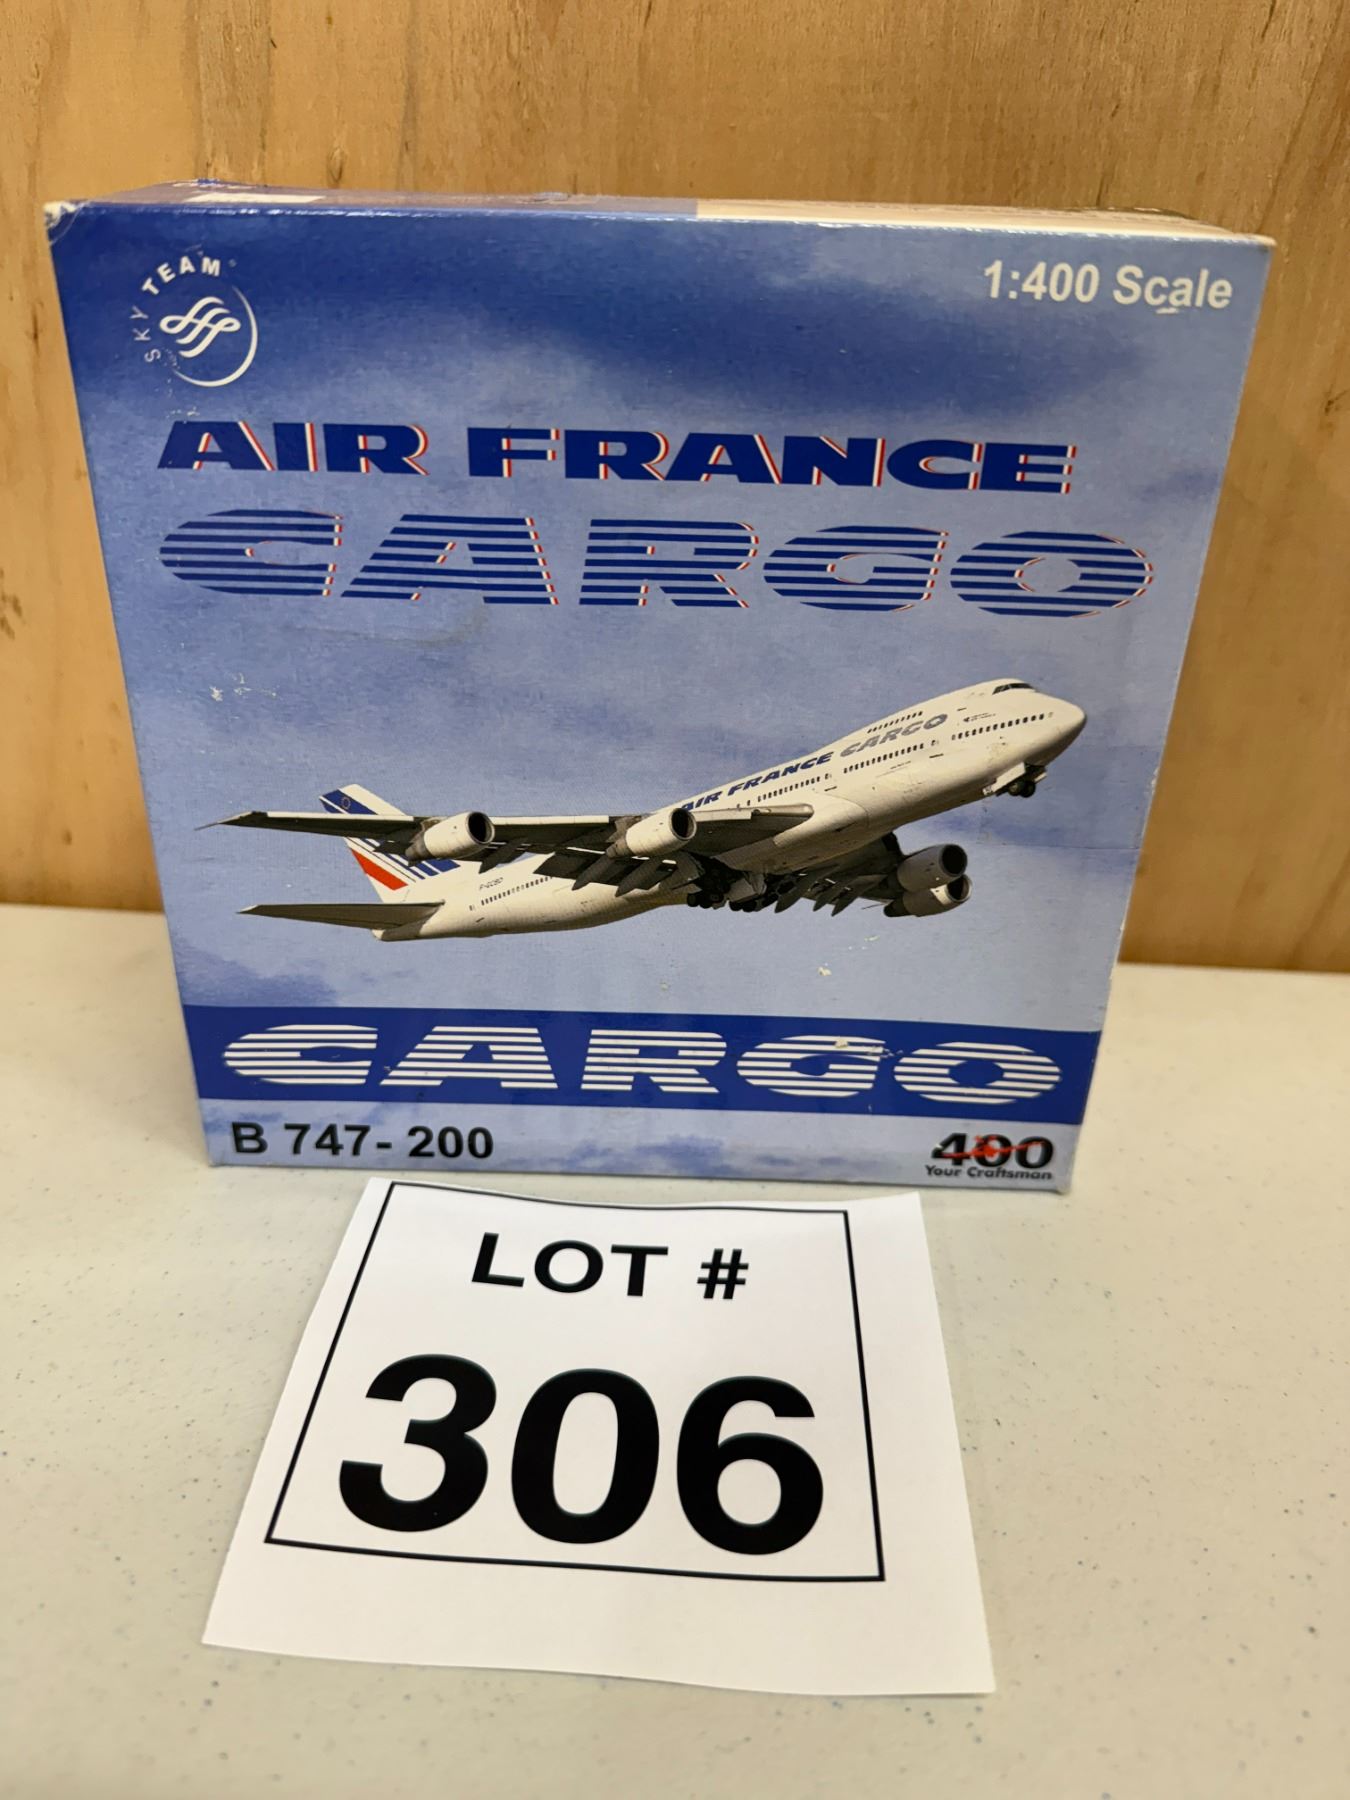 SKY TEAM
1:400 Scale
AIR FRANCE
CARGO
AIR FRANCE CARGO
CARGO
B 747-200
400
Your Craftsman
LOT #
306